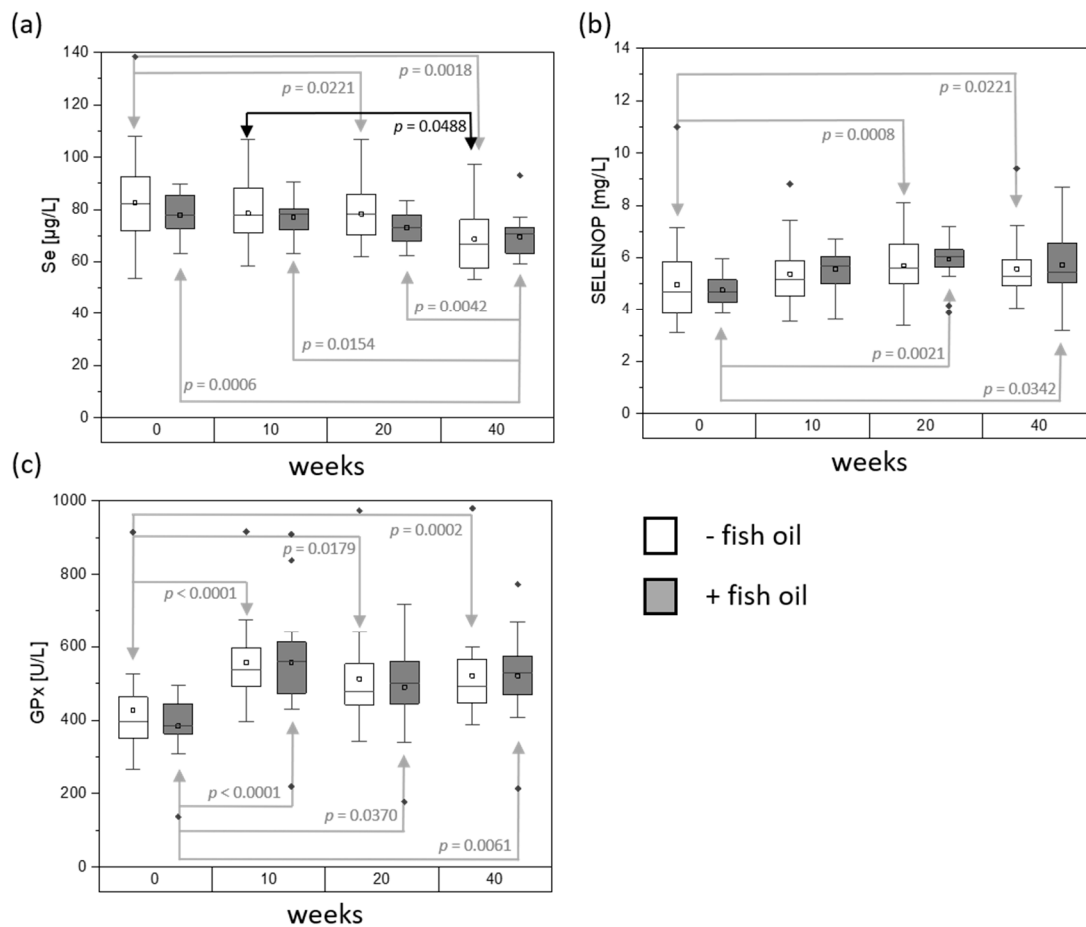 (a)
140
120
100
80
60
40
20
0
Se [µg/L]
p = 0.0018
p = 0.0221
p = 0.0488
p = 0.0042
p = 0.0154
p = 0.0006
0 10 20 40
weeks
(b)
14
12
10
8
6
4
2
0
SELENOP [mg/L]
p = 0.0221
p = 0.0008
p = 0.0021
p = 0.0342
0 10 20 40
weeks
(c)
1000
800
600
400
200
0
GPx [U/L]
p = 0.0002
p = 0.0179
p < 0.0001
p < 0.0001
p = 0.0370
p = 0.0061
0 10 20 40
weeks
- fish oil
+ fish oil